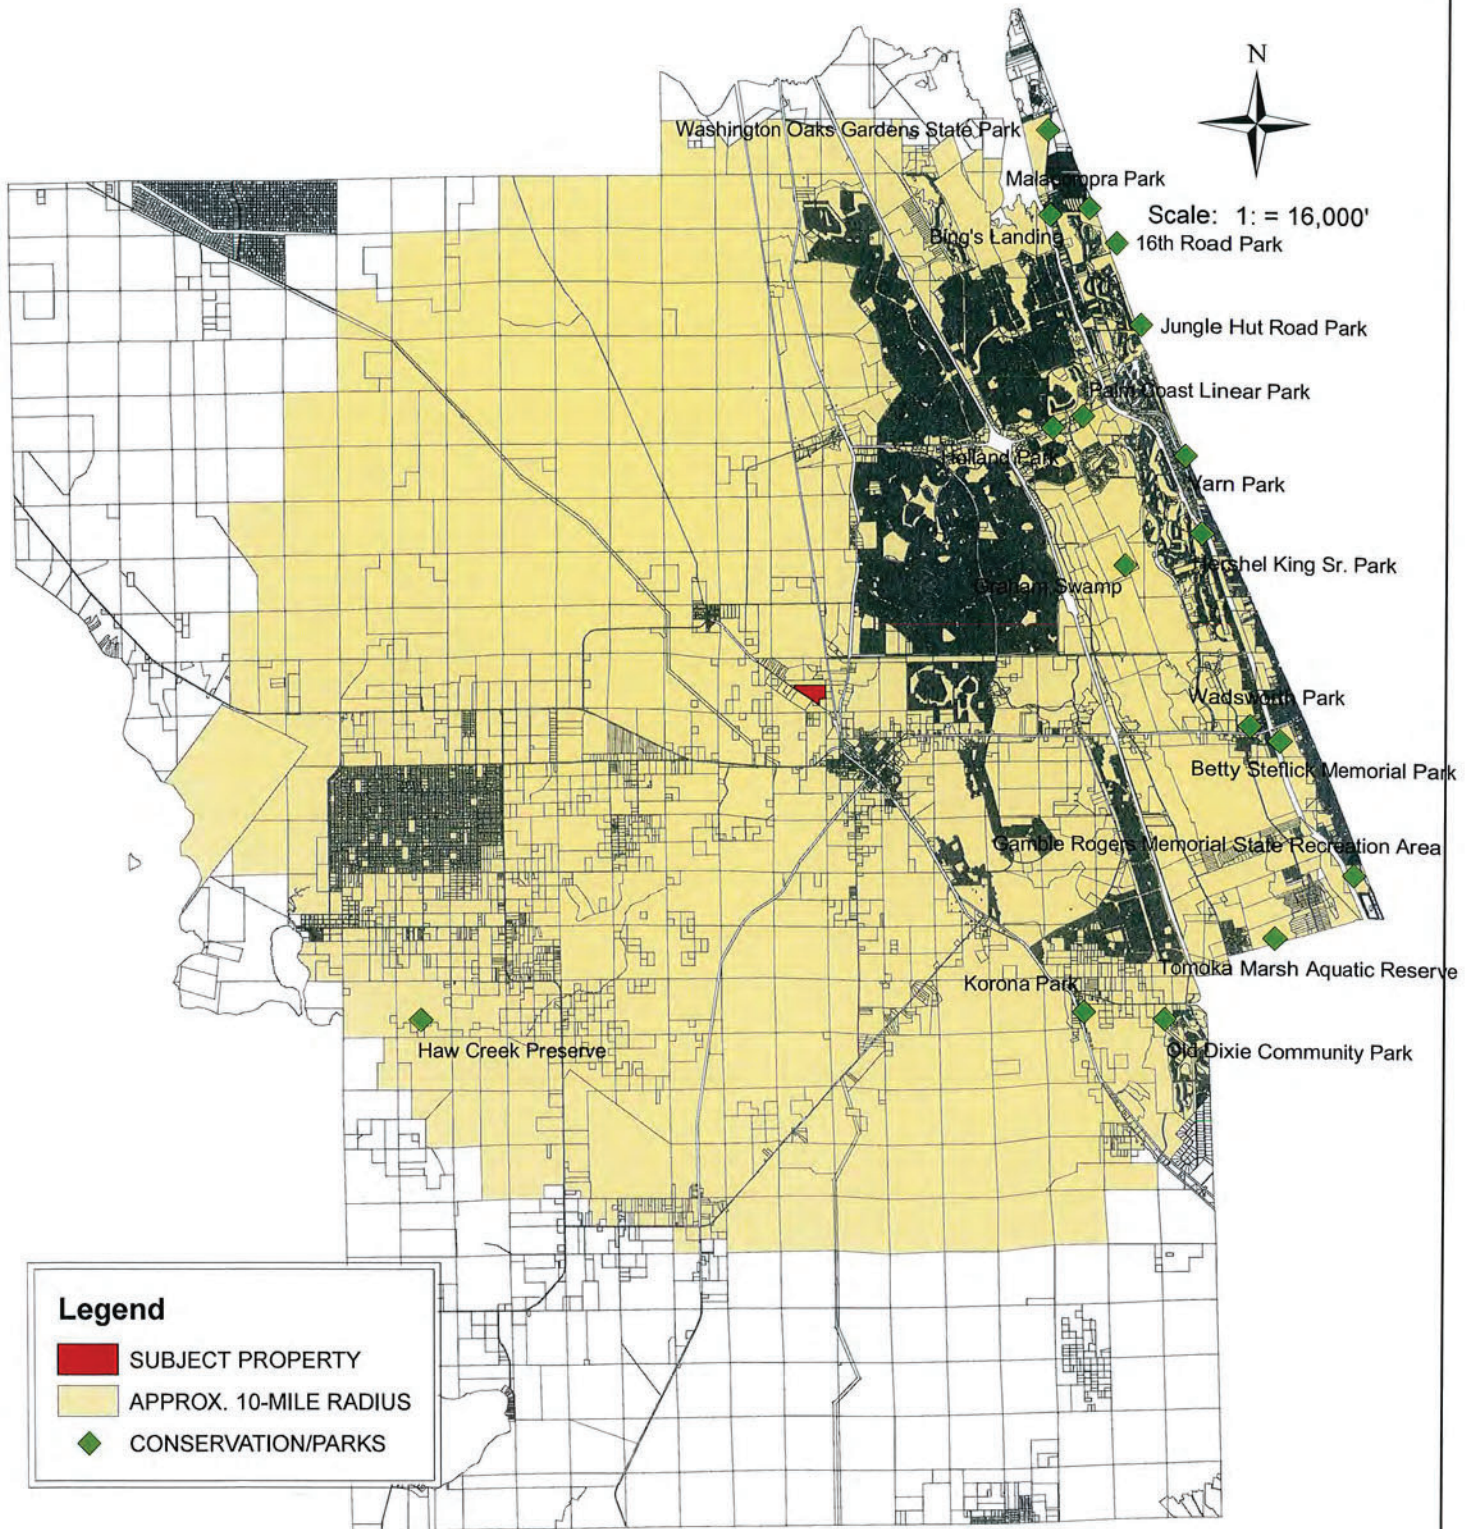 N
Washington Oaks Gardens State Park
Malacompra Park
Scale: 1: = 16,000'
Bing's Landing
16th Road Park
Jungle Hut Road Park
Palm Coast Linear Park
Holland Park
Varn Park
Hershel King Sr. Park
Graham Swamp
Wadsworth Park
Betty Steflick Memorial Park
Gamble Rogers Memorial State Recreation Area
Tomoka Marsh Aquatic Reserve
Korona Park
Haw Creek Preserve
Old Dixie Community Park
Legend
SUBJECT PROPERTY
APPROX. 10-MILE RADIUS
CONSERVATION/PARKS